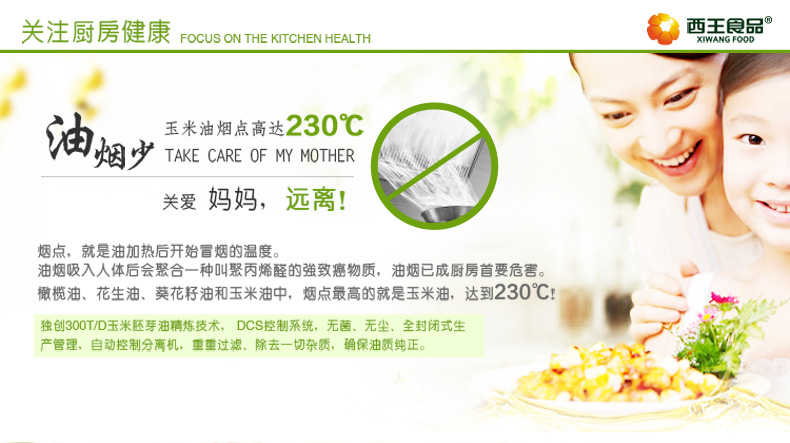 关注厨房健康 FOCUS ON THE KITCHEN HEALTH
西王食品®
XIWANG FOOD
油烟少
玉米油烟点高达230℃
TAKE CARE OF MY MOTHER
关爱 妈妈，远离！
烟点，就是油加热后开始冒烟的温度。
油烟吸入人体后会聚合一种叫聚丙烯醛的強致癌物质，油烟已成厨房首要危害。
橄榄油、花生油、葵花籽油和玉米油中，烟点最高的就是玉米油，达到230℃！
独创300T/D玉米胚芽油精炼技术， DCS控制系统，无菌、无尘、全封闭式生
产管理，自动控制分离机，重重过滤、除去一切杂质，确保油质纯正。